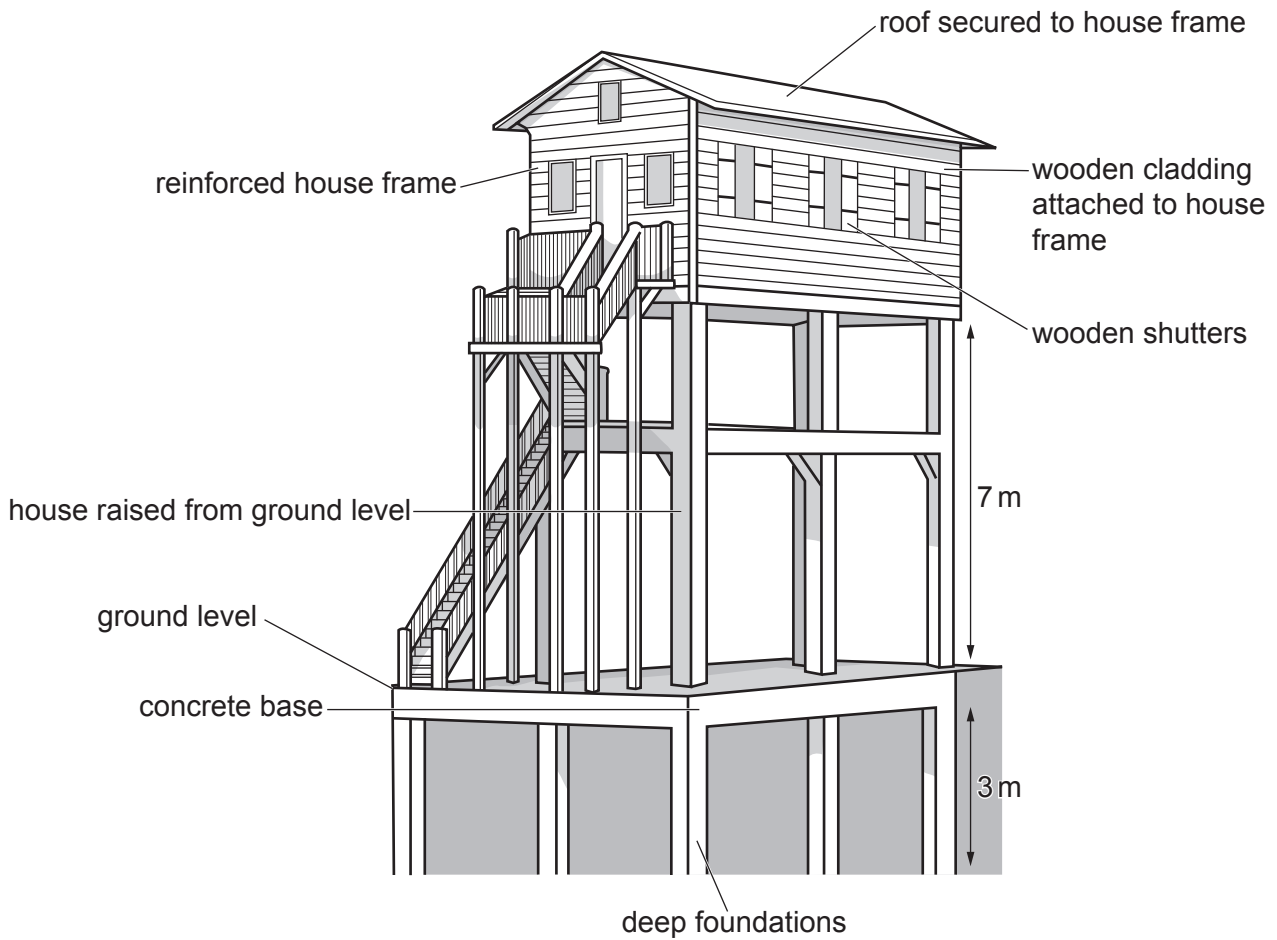 roof secured to house frame
reinforced house frame
wooden cladding
attached to house
frame
wooden shutters
7 m
house raised from ground level
ground level
concrete base
3 m
deep foundations